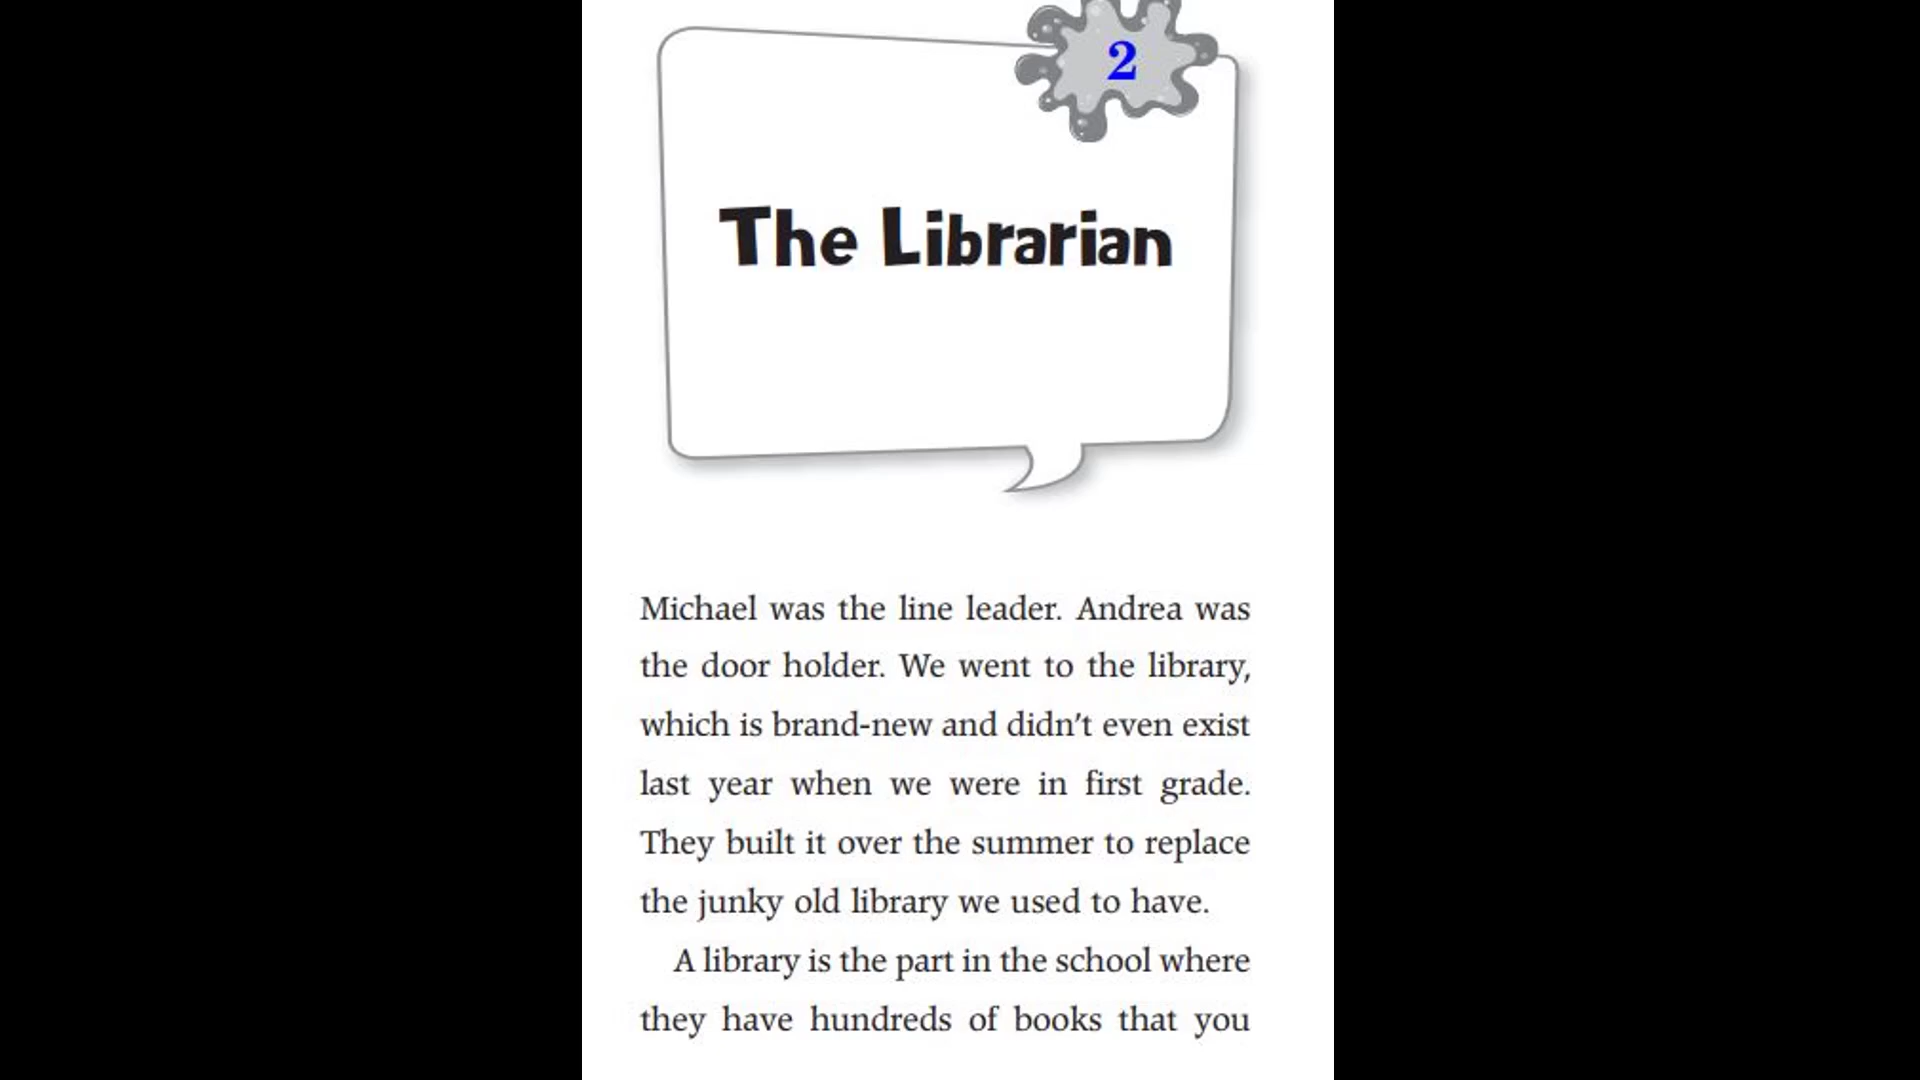 2
The Librarian
Michael was the line leader. Andrea was
the door holder. We went to the library,
which is brand-new and didn’t even exist
last year when we were in first grade.
They built it over the summer to replace
the junky old library we used to have.
A library is the part in the school where
they have hundreds of books that you